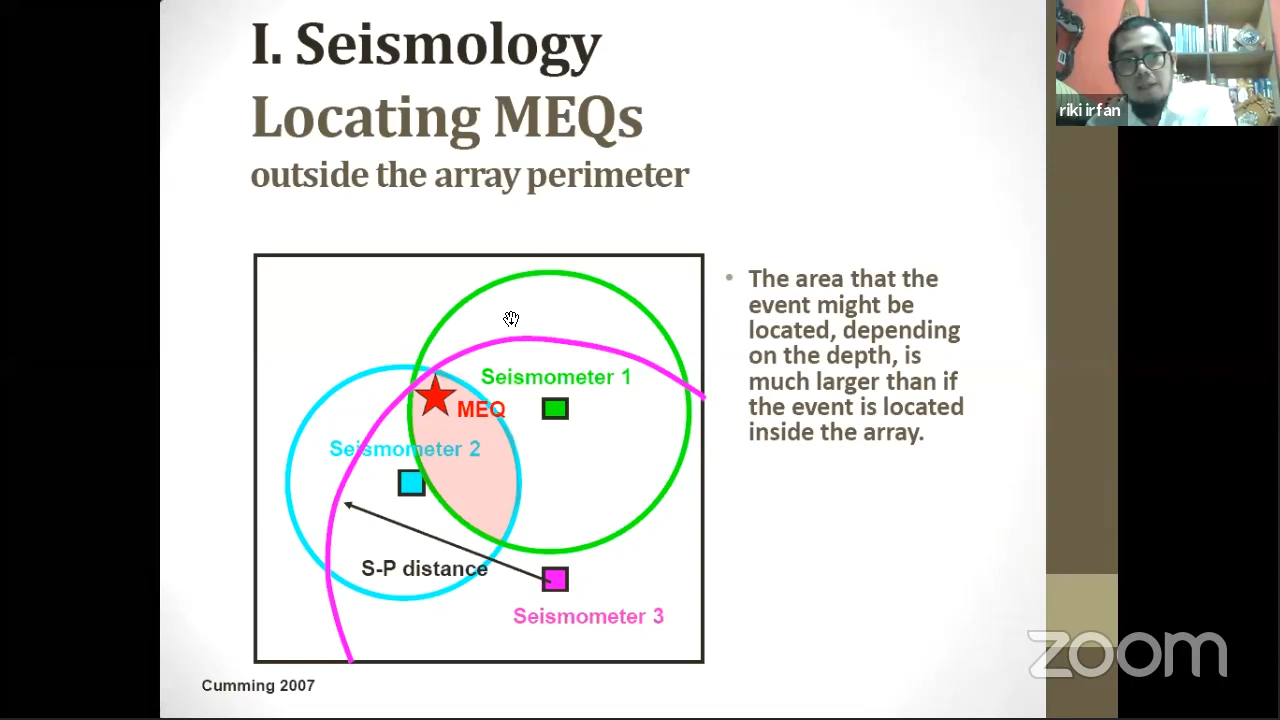 I. Seismology
Locating MEQs
outside the array perimeter
riki irfan
Seismometer 1
MEQ
Seismometer 2
S-P distance
Seismometer 3
• The area that the
event might be
located, depending
on the depth, is
much larger than if
the event is located
inside the array.
Cumming 2007
zoom